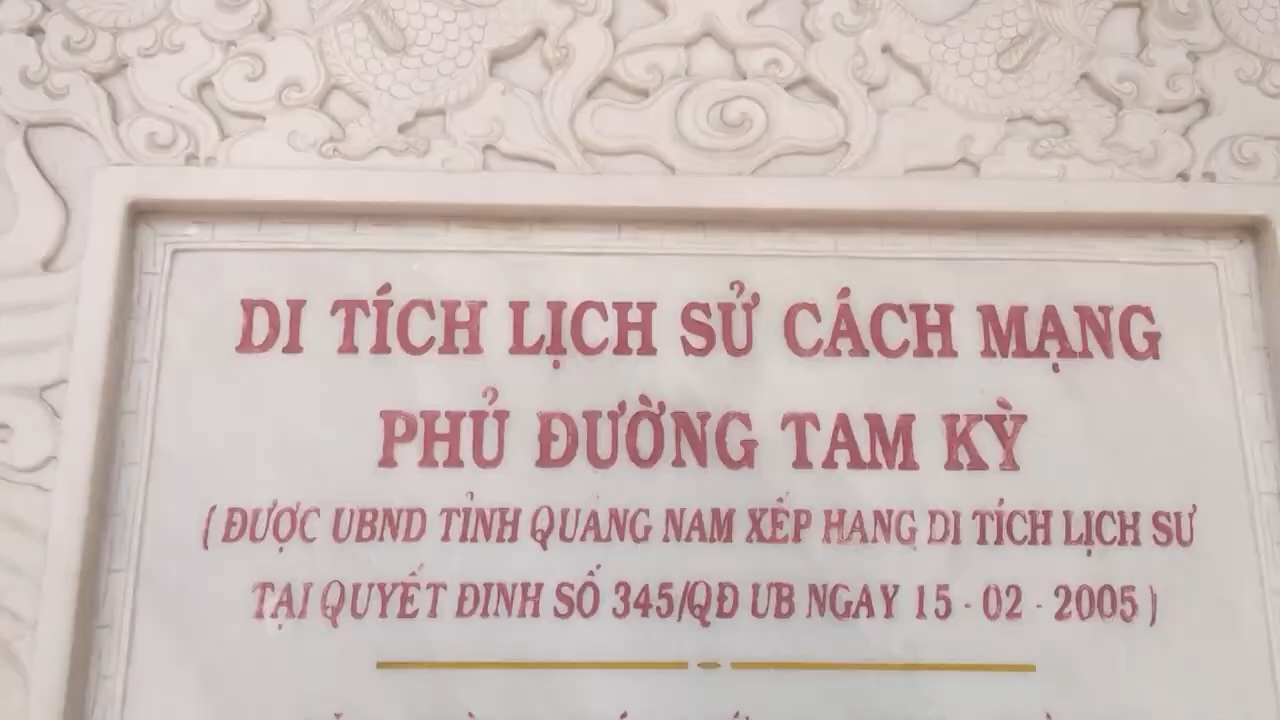 DI TÍCH LỊCH SỬ CÁCH MẠNG
PHỦ ĐƯỜNG TAM KỲ
( ĐƯỢC UBND TỈNH QUẢNG NAM XẾP HANG DI TÍCH LỊCH SƯ
TẠI QUYẾT ĐINH SỐ 345/QĐ UB NGAY 15 - 02 - 2005 )